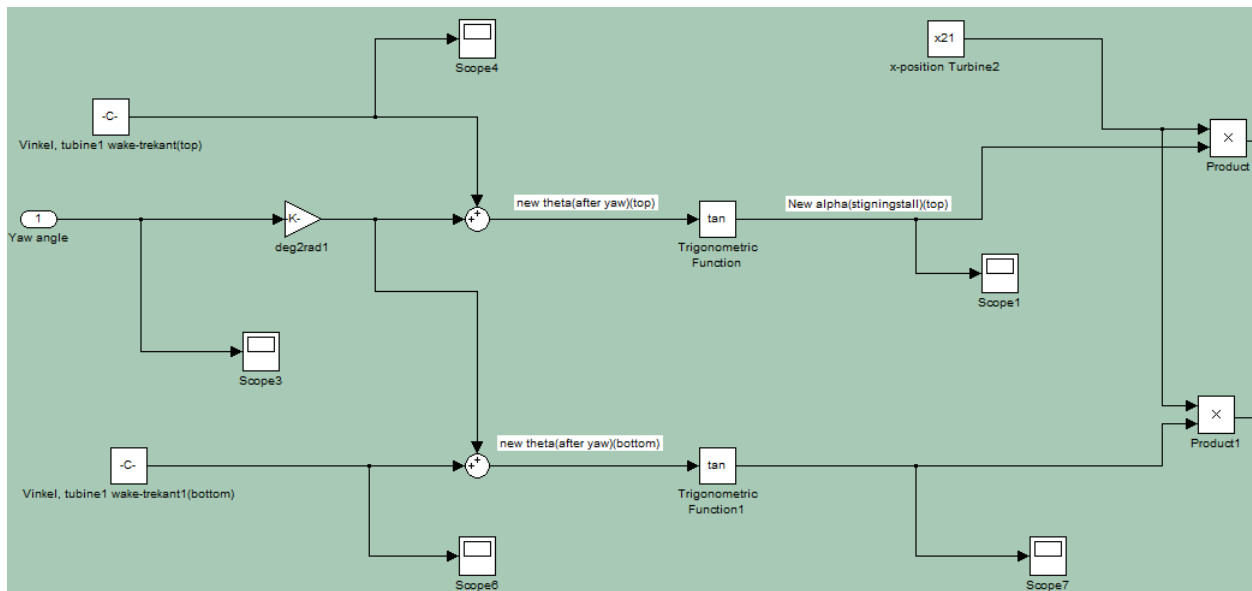 Scope4
x21
x-position Turbine2
-C-
Vinkel, tubine1 wake-trekant(top)
×
Product
1
Yaw angle
-K-
deg2rad1
+
+
new theta(after yaw)(top)
tan
Trigonometric
Function
New alpha(stigningstall)(top)
Scope1
Scope3
×
Product1
-C-
Vinkel, tubine1 wake-trekant1(bottom)
+
+
new theta(after yaw)(bottom)
tan
Trigonometric
Function1
Scope6
Scope7